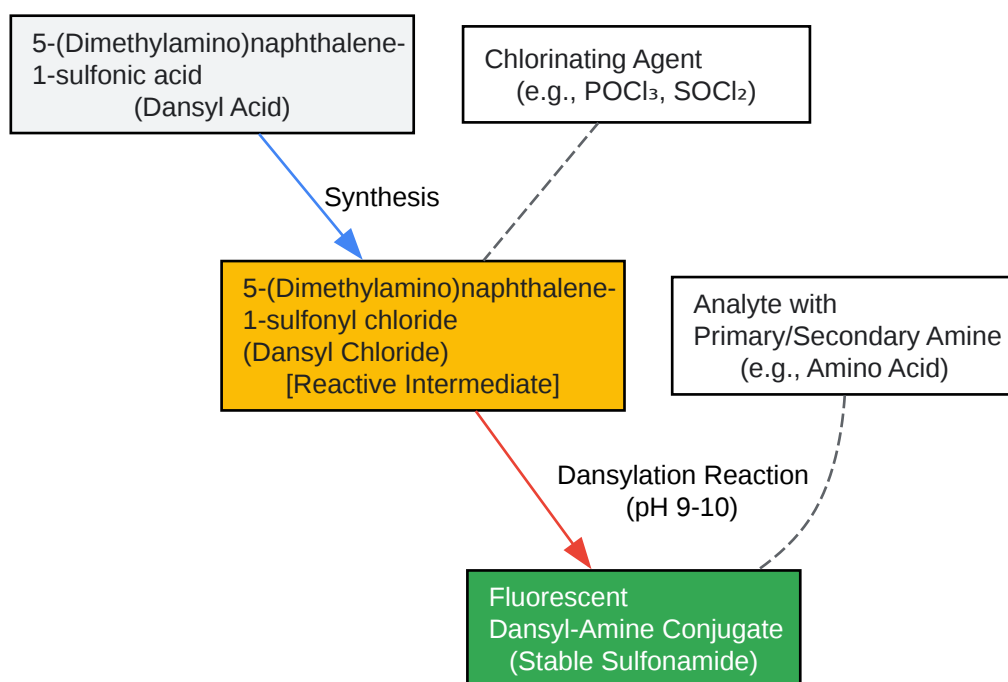 5-(Dimethylamino)naphthalene-
1-sulfonic acid
(Dansyl Acid)
Chlorinating Agent
(e.g., POCl₃, SOCl₂)
Synthesis
5-(Dimethylamino)naphthalene-
1-sulfonyl chloride
(Dansyl Chloride)
[Reactive Intermediate]
Analyte with
Primary/Secondary Amine
(e.g., Amino Acid)
Dansylation Reaction
(pH 9-10)
Fluorescent
Dansyl-Amine Conjugate
(Stable Sulfonamide)